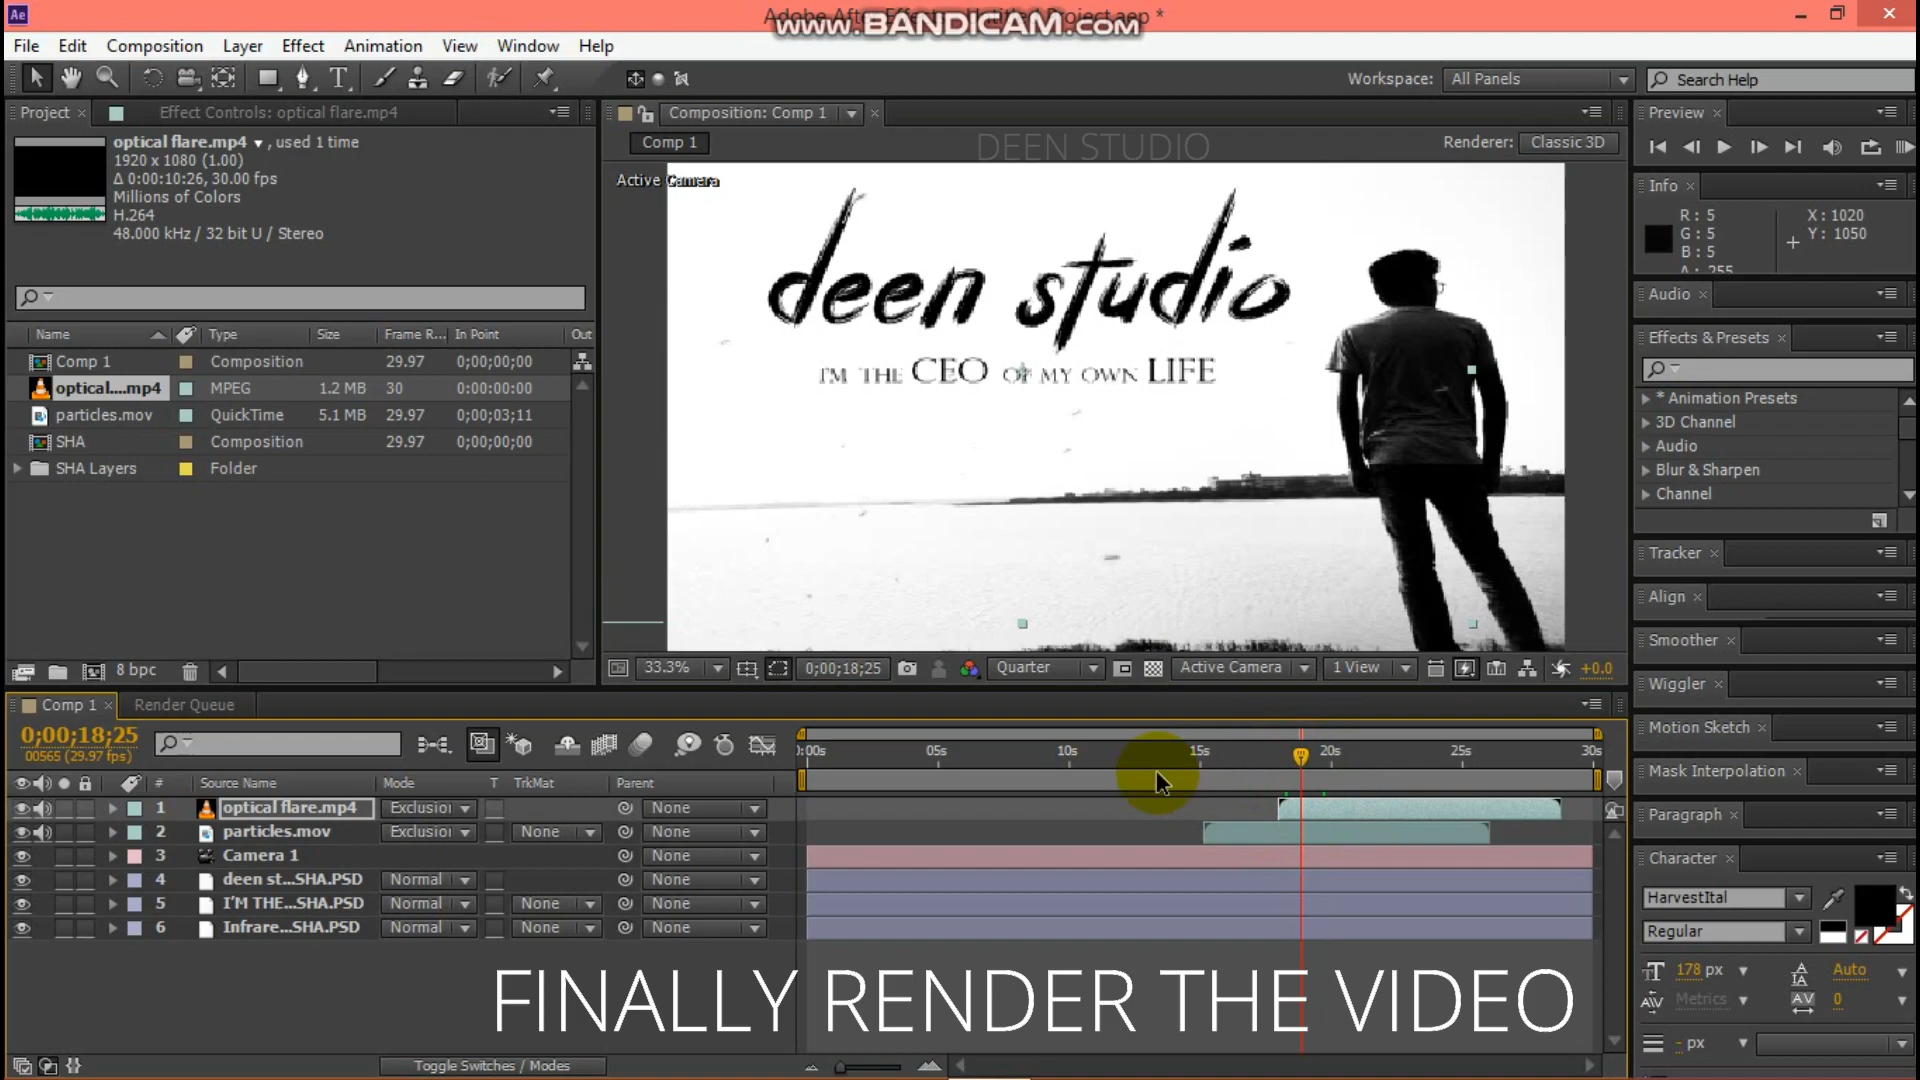 Ae
Adobe After Effects - Untitled Project.aep *
www.BANDICAM.com
File Edit Composition Layer Effect Animation View Window Help
Workspace: All Panels Search Help
Project Effect Controls: optical flare.mp4
optical flare.mp4 , used 1 time
1920 x 1080 (1.00)
Δ 0:00:10:26, 30.00 fps
Millions of Colors
H.264
48.000 kHz / 32 bit U / Stereo
Name Type Size Frame R... In Point Out
Comp 1 Composition 29.97 0;00;00;00
optical....mp4 MPEG 1.2 MB 30 0:00:00:00
particles.mov QuickTime 5.1 MB 29.97 0;00;03;11
SHA Composition 29.97 0;00;00;00
SHA Layers Folder
8 bpc
Composition: Comp 1
Comp 1 DEEN STUDIO Renderer: Classic 3D
Active Camera
deen studio
I'M THE CEO OF MY OWN LIFE
33.3% 0;00;18;25 Quarter Active Camera 1 View +0.0
Preview
Info
R : 5 X : 1020
G : 5 Y : 1050
B : 5
A : 255
Audio
Effects & Presets
* Animation Presets
3D Channel
Audio
Blur & Sharpen
Channel
Tracker
Align
Smoother
Wiggler
Motion Sketch
Mask Interpolation
Paragraph
Character
HarvestItal
Regular
178 px Auto
Metrics 0
- px
Comp 1 Render Queue
0;00;18;25
00565 (29.97 fps)
):00s 05s 10s 15s 20s 25s 30s
# Source Name Mode T TrkMat Parent
1 optical flare.mp4 Exclusion None
2 particles.mov Exclusion None None
3 Camera 1 None
4 deen st...SHA.PSD Normal None
5 I'M THE...SHA.PSD Normal None None
6 Infrare...SHA.PSD Normal None None
FINALLY RENDER THE VIDEO
Toggle Switches / Modes